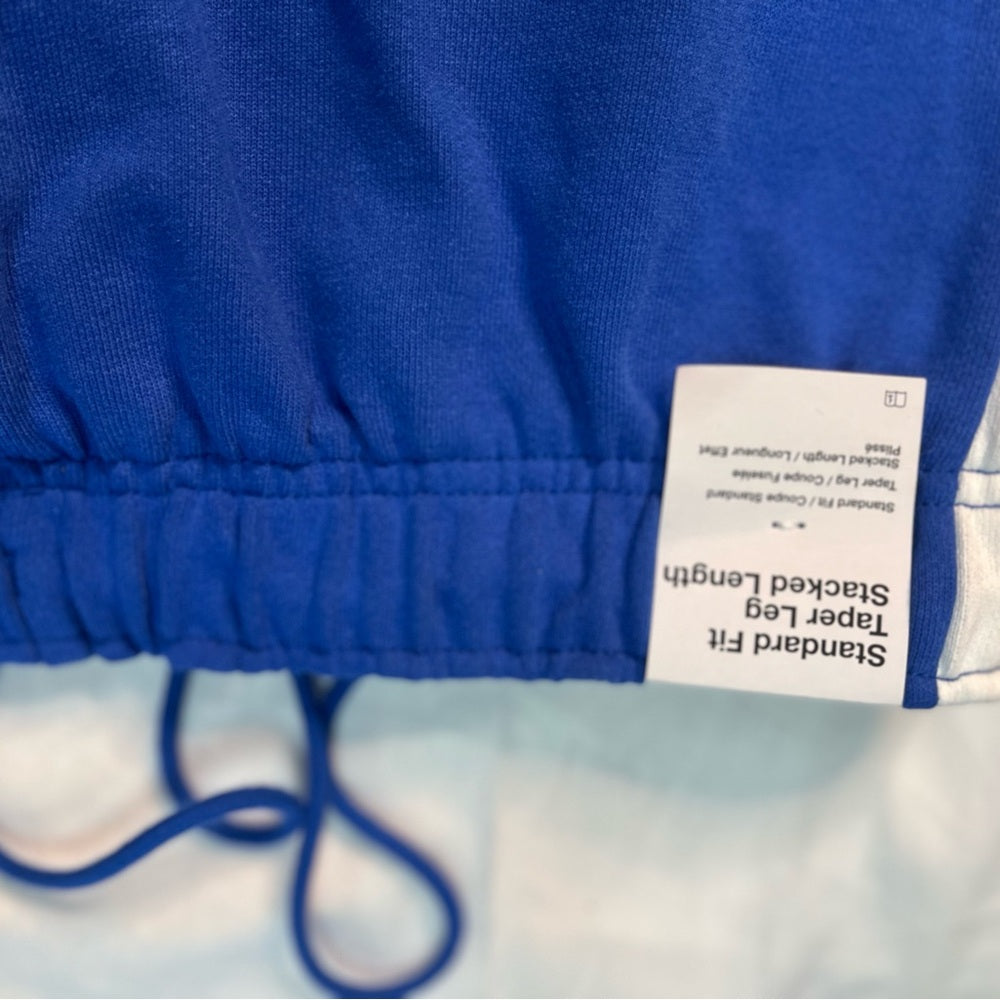 Standard Fit
Taper Leg
Stacked Length
Standard Fit / Coupe Standard
Taper Leg / Coupe Fuselée
Stacked Length / Longueur Effet
Plissé
1